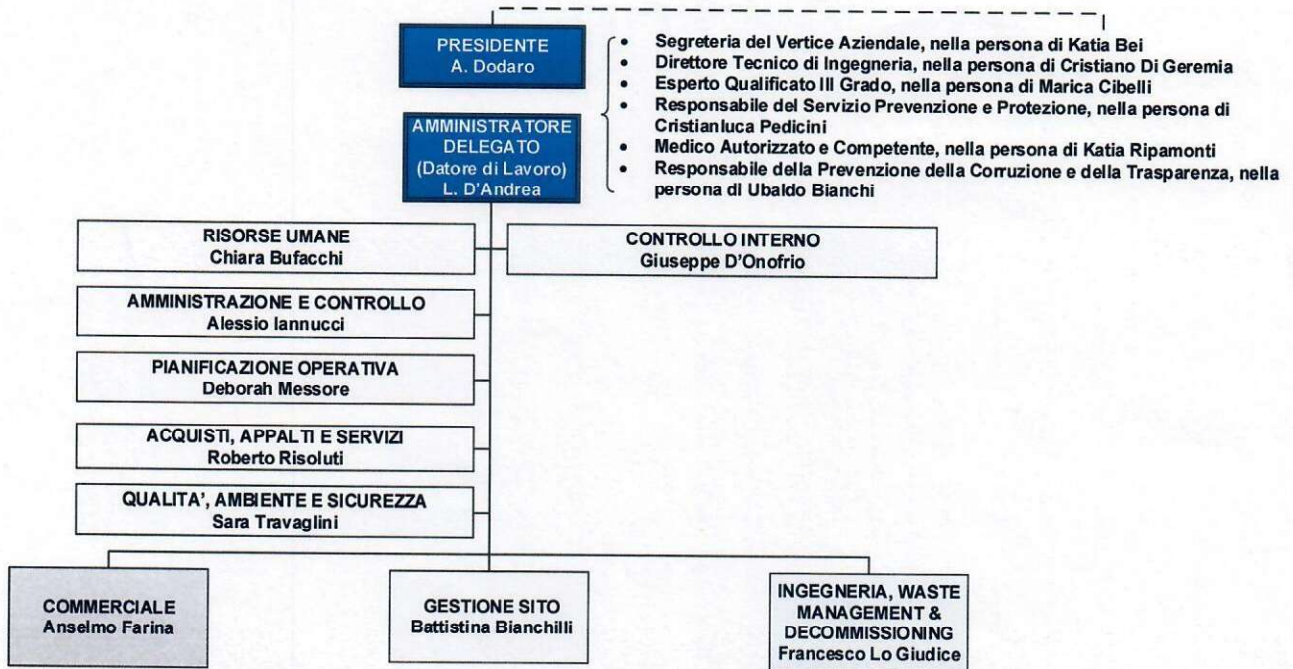 PRESIDENTE
A. Dodaro
AMMINISTRATORE
DELEGATO
(Datore di Lavoro)
L. D'Andrea
• Segreteria del Vertice Aziendale, nella persona di Katia Bei
• Direttore Tecnico di Ingegneria, nella persona di Cristiano Di Geremia
• Esperto Qualificato III Grado, nella persona di Marica Cibelli
• Responsabile del Servizio Prevenzione e Protezione, nella persona di
Cristianluca Pedicini
• Medico Autorizzato e Competente, nella persona di Katia Ripamonti
• Responsabile della Prevenzione della Corruzione e della Trasparenza, nella
persona di Ubaldo Bianchi
RISORSE UMANE
Chiara Bufacchi
CONTROLLO INTERNO
Giuseppe D'Onofrio
AMMINISTRAZIONE E CONTROLLO
Alessio Iannucci
PIANIFICAZIONE OPERATIVA
Deborah Messore
ACQUISTI, APPALTI E SERVIZI
Roberto Risoluti
QUALITA', AMBIENTE E SICUREZZA
Sara Travaglini
COMMERCIALE
Anselmo Farina
GESTIONE SITO
Battistina Bianchilli
INGEGNERIA, WASTE
MANAGEMENT &
DECOMMISSIONING
Francesco Lo Giudice